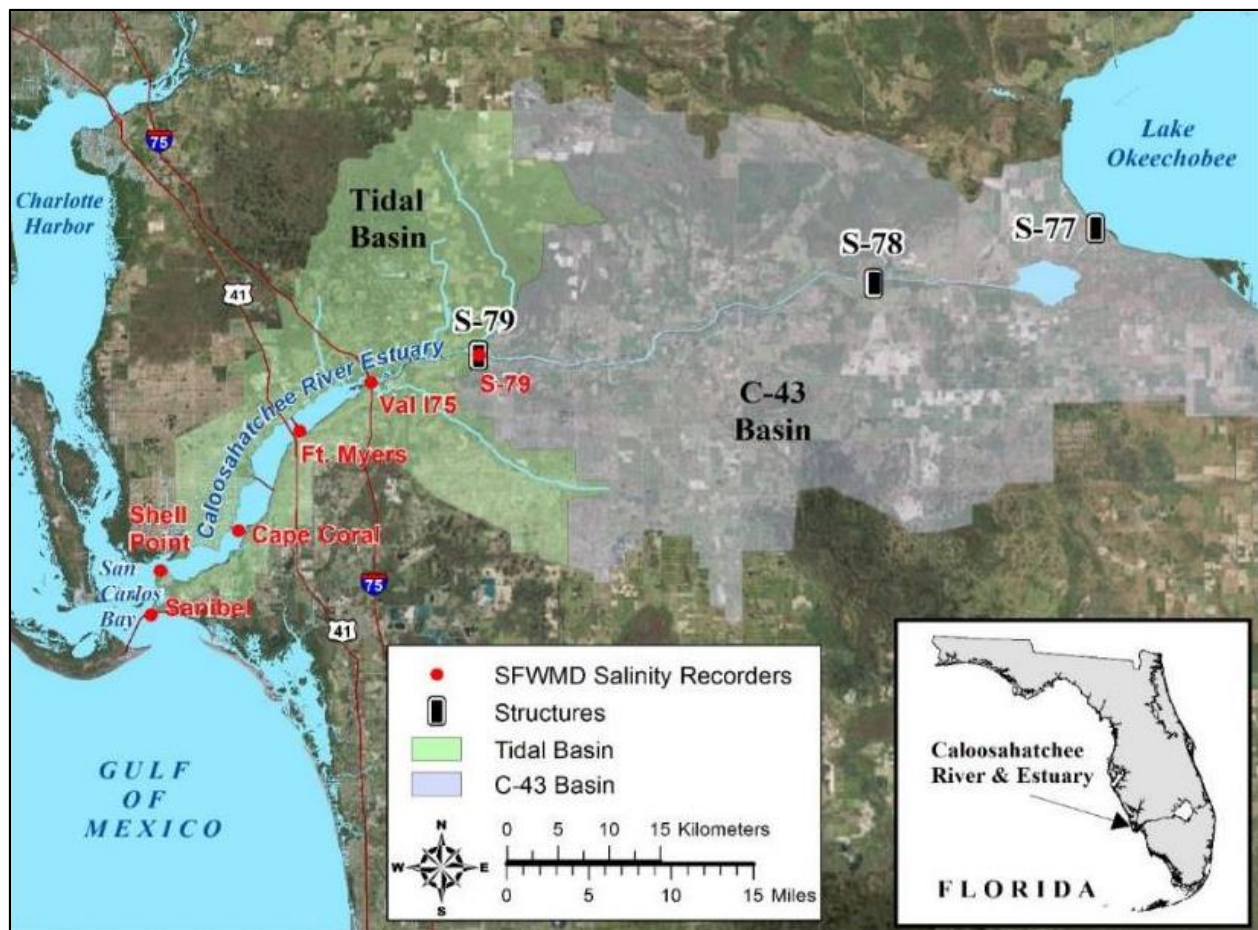 75
Lake
Okeechobee
Charlotte
Harbor
Tidal
Basin
S-77
S-78
41
S-79
S-79
Caloosahatchee River Estuary
Val I75
C-43
Basin
Ft. Myers
Shell
Point
Cape Coral
San
Carlos
Bay
Sanibel
75
41
GULF
OF
MEXICO
SFWMD Salinity Recorders
Structures
Tidal Basin
C-43 Basin
N
W E
S
0 5 10 15 Kilometers
0 5 10 15 Miles
Caloosahatchee
River & Estuary
FLORIDA